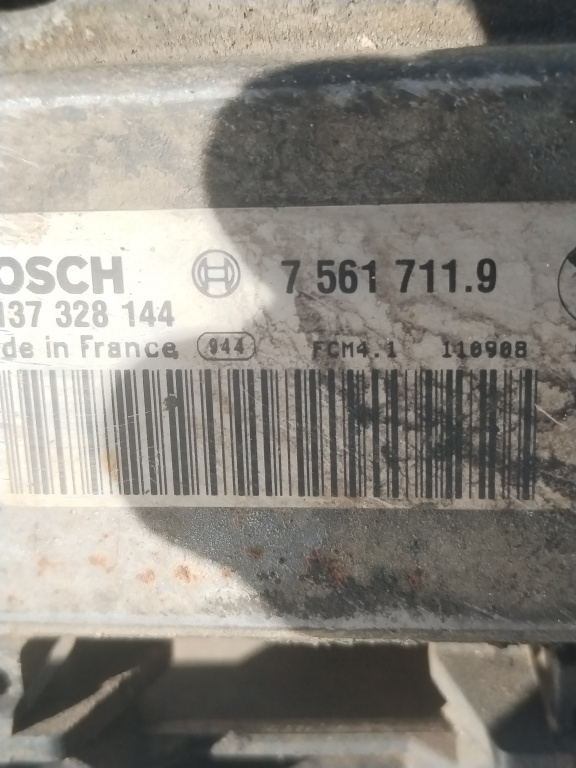 OSCH 7 561 711.9
137 328 144
de in France 944 FCM4.1 110908